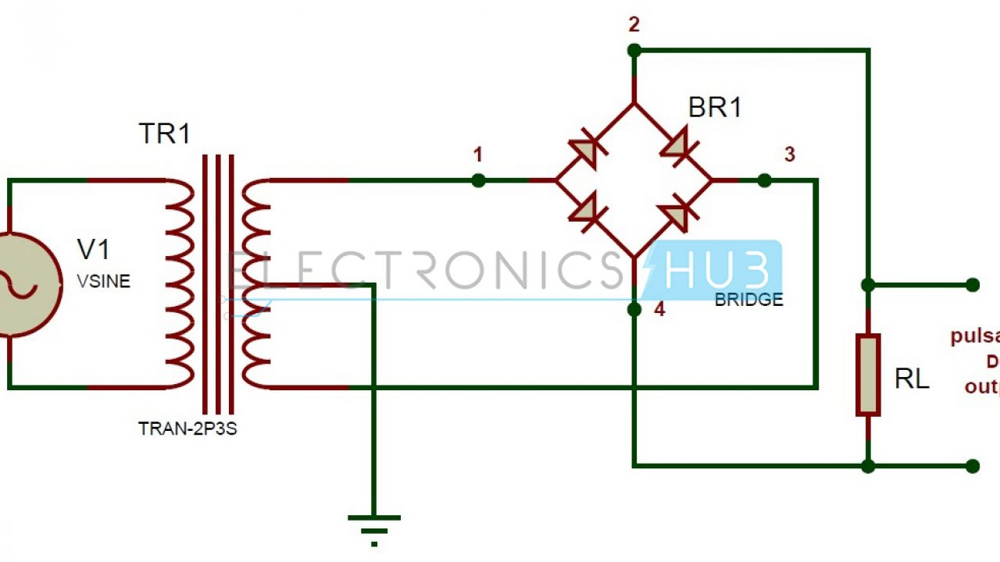 2
BR1
TR1
1
3
V1
VSINE
ELECTRONICS HUB
BRIDGE
4
RL
TRAN-2P3S